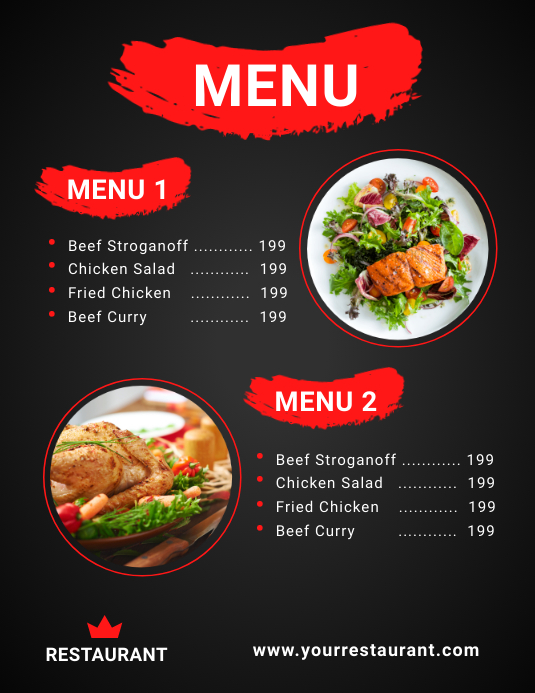 MENU
MENU 1
Beef Stroganoff ............ 199
Chicken Salad ............ 199
Fried Chicken ............ 199
Beef Curry ............ 199
MENU 2
Beef Stroganoff ............ 199
Chicken Salad ............ 199
Fried Chicken ............ 199
Beef Curry ............ 199
RESTAURANT
www.yourrestaurant.com